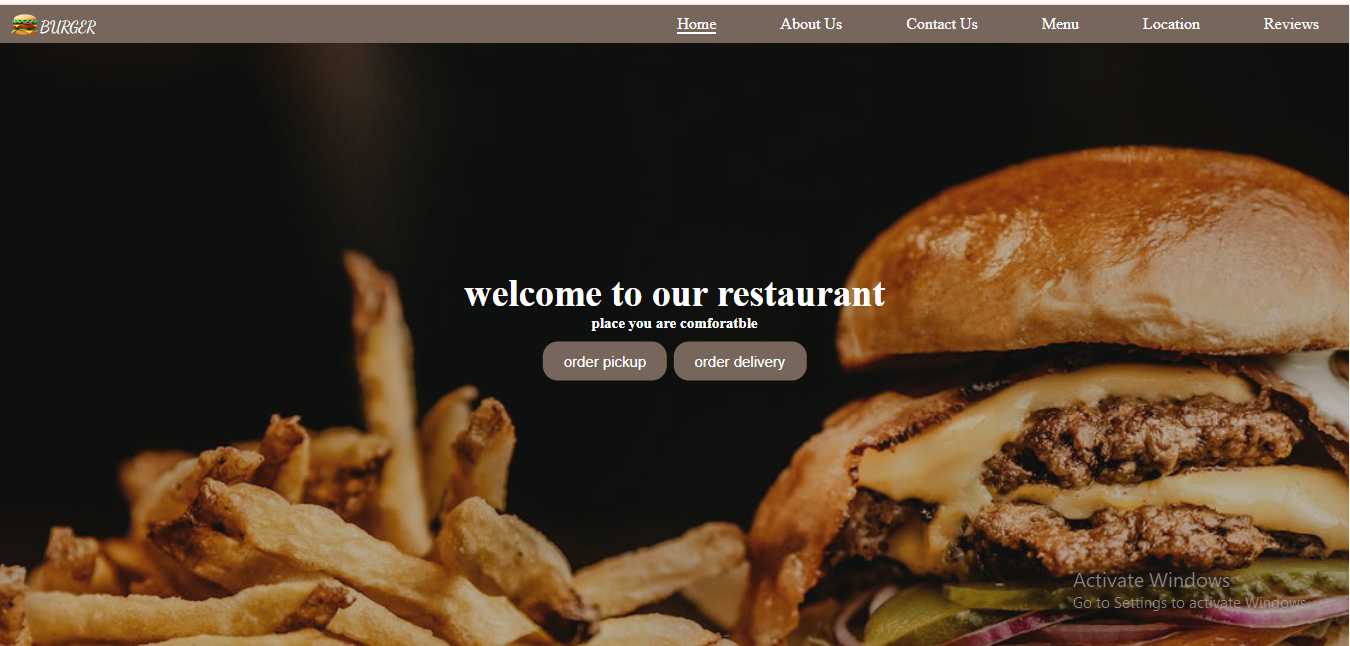 BURGER
Home About Us Contact Us Menu Location Reviews
welcome to our restaurant
place you are comforatble
order pickup order delivery
Activate Windows
Go to Settings to activate Windows.